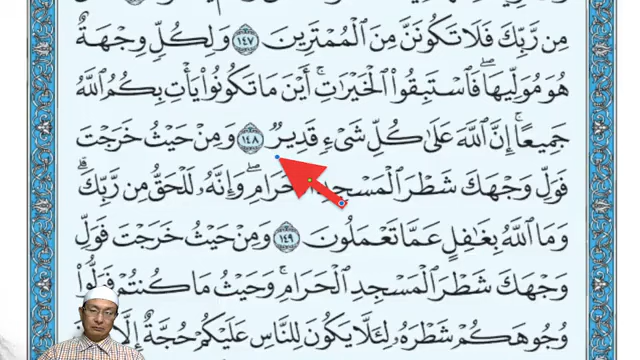 مِن رَّبِّكَ فَلَا تَكُونَنَّ مِنَ الْمُمْتَرِينَ ١٤٧ وَلِكُلٍّ وِجْهَةٌ
هُوَ مُوَلِّيهَا ۖ فَاسْتَبِقُوا الْخَيْرَاتِ ۚ أَيْنَ مَا تَكُونُوا يَأْتِ بِكُمُ اللَّهُ
جَمِيعًا ۚ إِنَّ اللَّهَ عَلَىٰ كُلِّ شَيْءٍ قَدِيرٌ ١٤٨ وَمِنْ حَيْثُ خَرَجْتَ
فَوَلِّ وَجْهَكَ شَطْرَ الْمَسْجِدِ الْحَرَامِ ۖ وَإِنَّهُ لَلْحَقُّ مِن رَّبِّكَ ۗ
وَمَا اللَّهُ بِغَافِلٍ عَمَّا تَعْمَلُونَ ١٤٩ وَمِنْ حَيْثُ خَرَجْتَ فَوَلِّ
وَجْهَكَ شَطْرَ الْمَسْجِدِ الْحَرَامِ ۚ وَحَيْثُ مَا كُنتُمْ فَوَلُّوا
وُجُوهَكُمْ شَطْرَهُ لِئَلَّا يَكُونَ لِلنَّاسِ عَلَيْكُمْ حُجَّةٌ إِلَّا